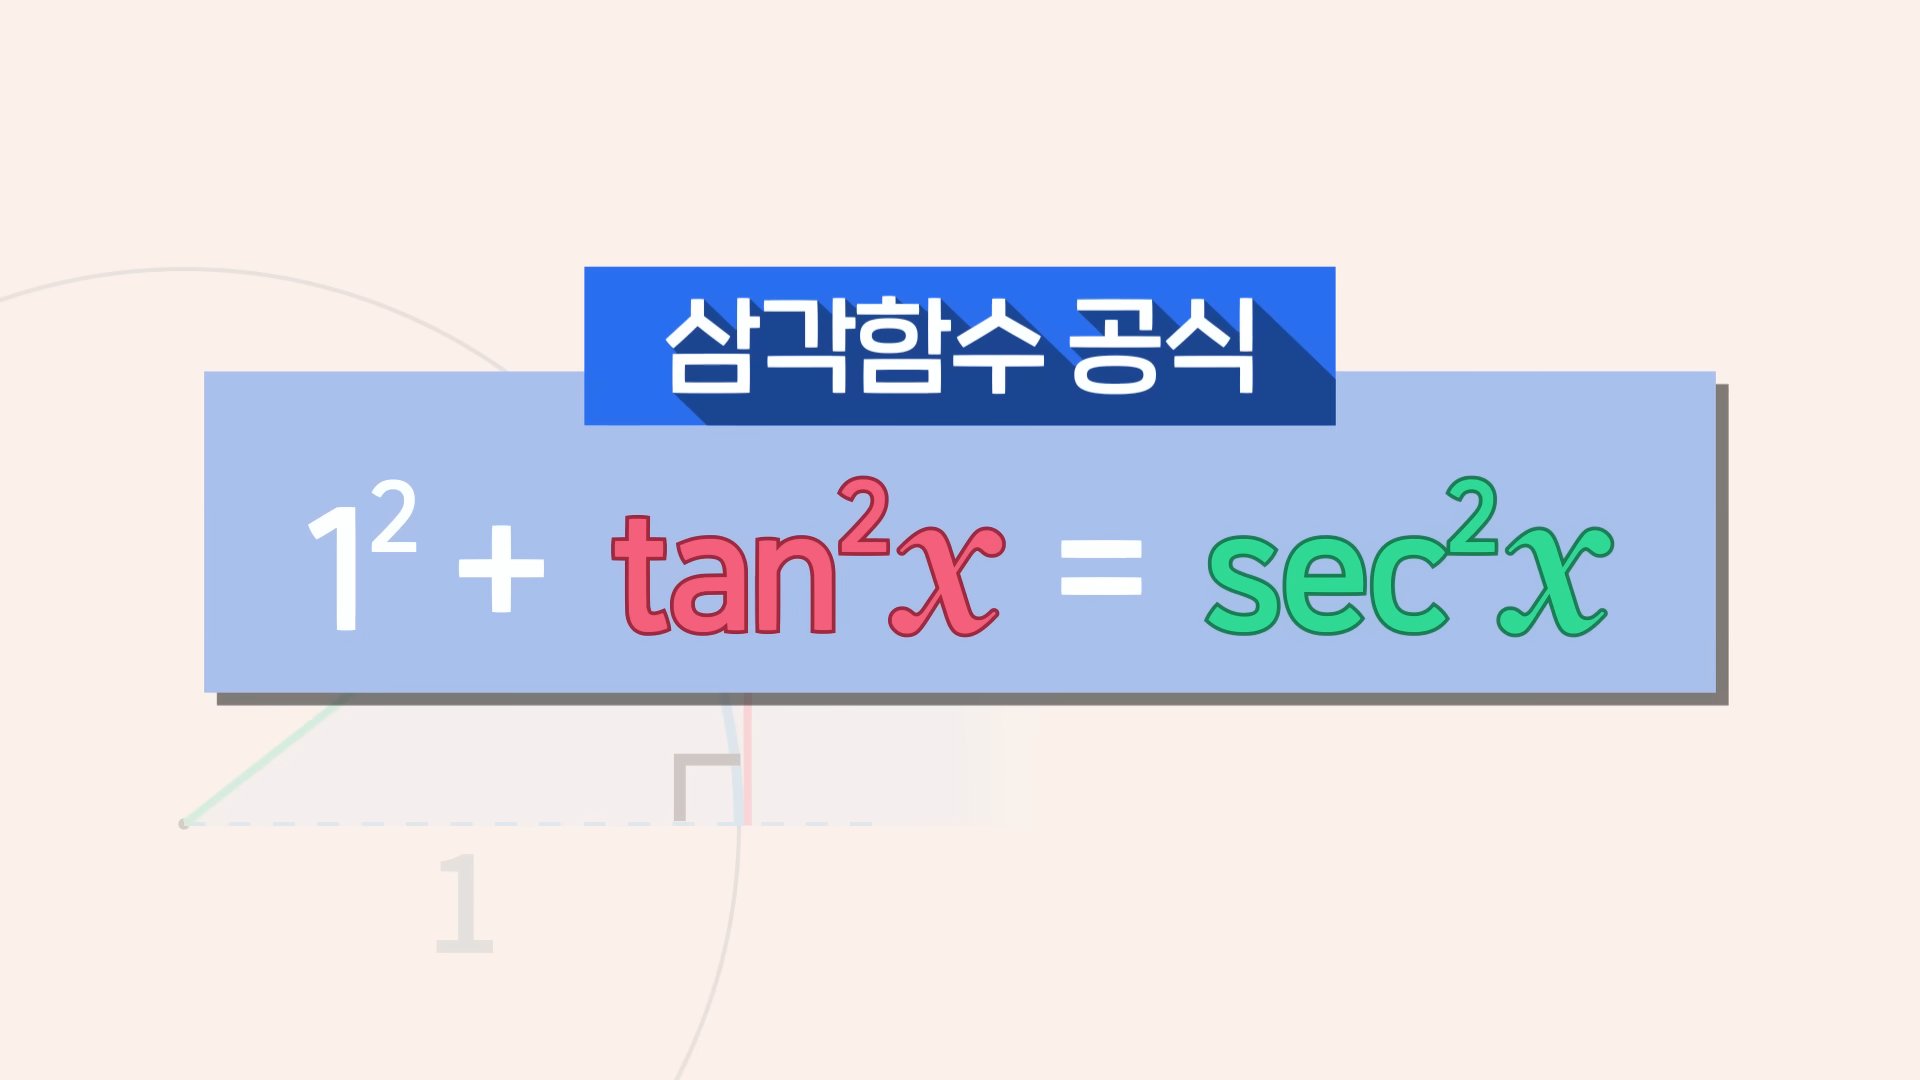 삼각함수 공식
1² + tan²x = sec²x
1